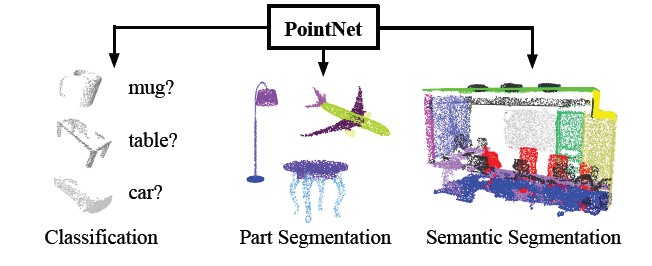 PointNet
mug?
table?
car?
Classification
Part Segmentation
Semantic Segmentation